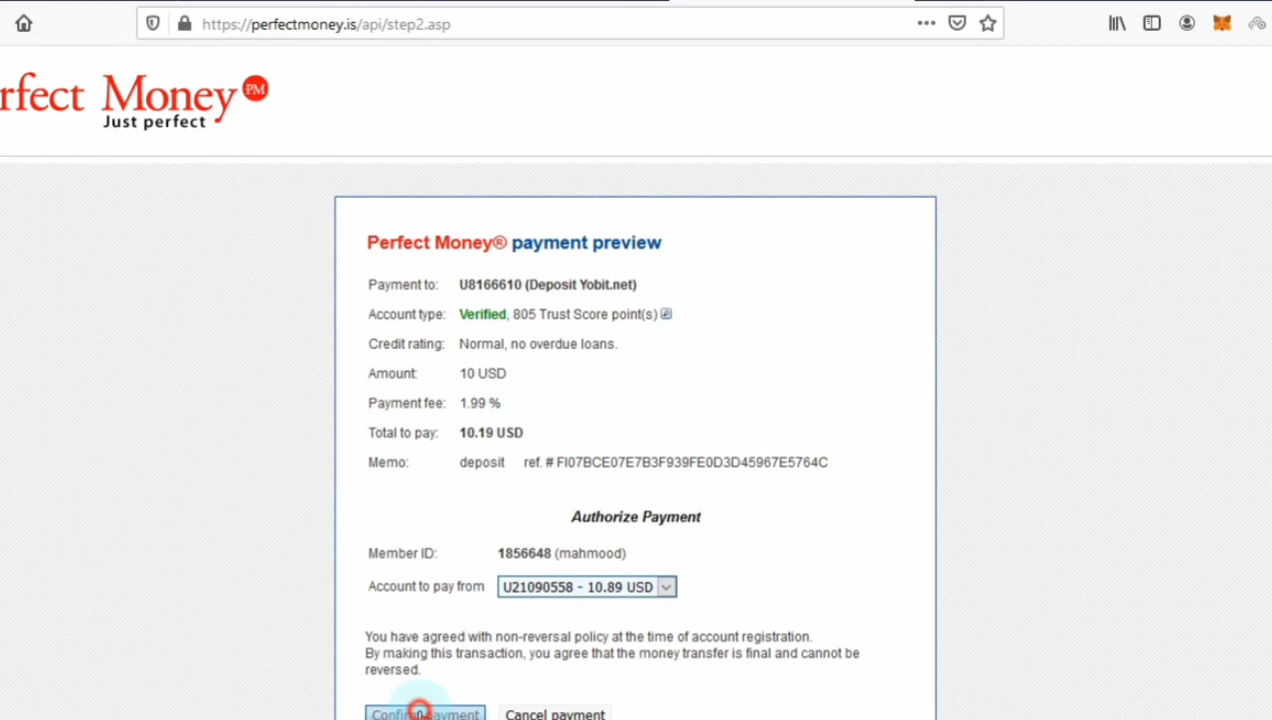 https://perfectmoney.is/api/step2.asp
rfect Money PM
Just perfect
Perfect Money® payment preview
Payment to: U8166610 (Deposit Yobit.net)
Account type: Verified, 805 Trust Score point(s)
Credit rating: Normal, no overdue loans.
Amount: 10 USD
Payment fee: 1.99 %
Total to pay: 10.19 USD
Memo: deposit ref. # FI07BCE07E7B3F939FE0D3D45967E5764C
Authorize Payment
Member ID: 1856648 (mahmood)
Account to pay from U21090558 - 10.89 USD
You have agreed with non-reversal policy at the time of account registration.
By making this transaction, you agree that the money transfer is final and cannot be
reversed.
Confirm payment Cancel payment